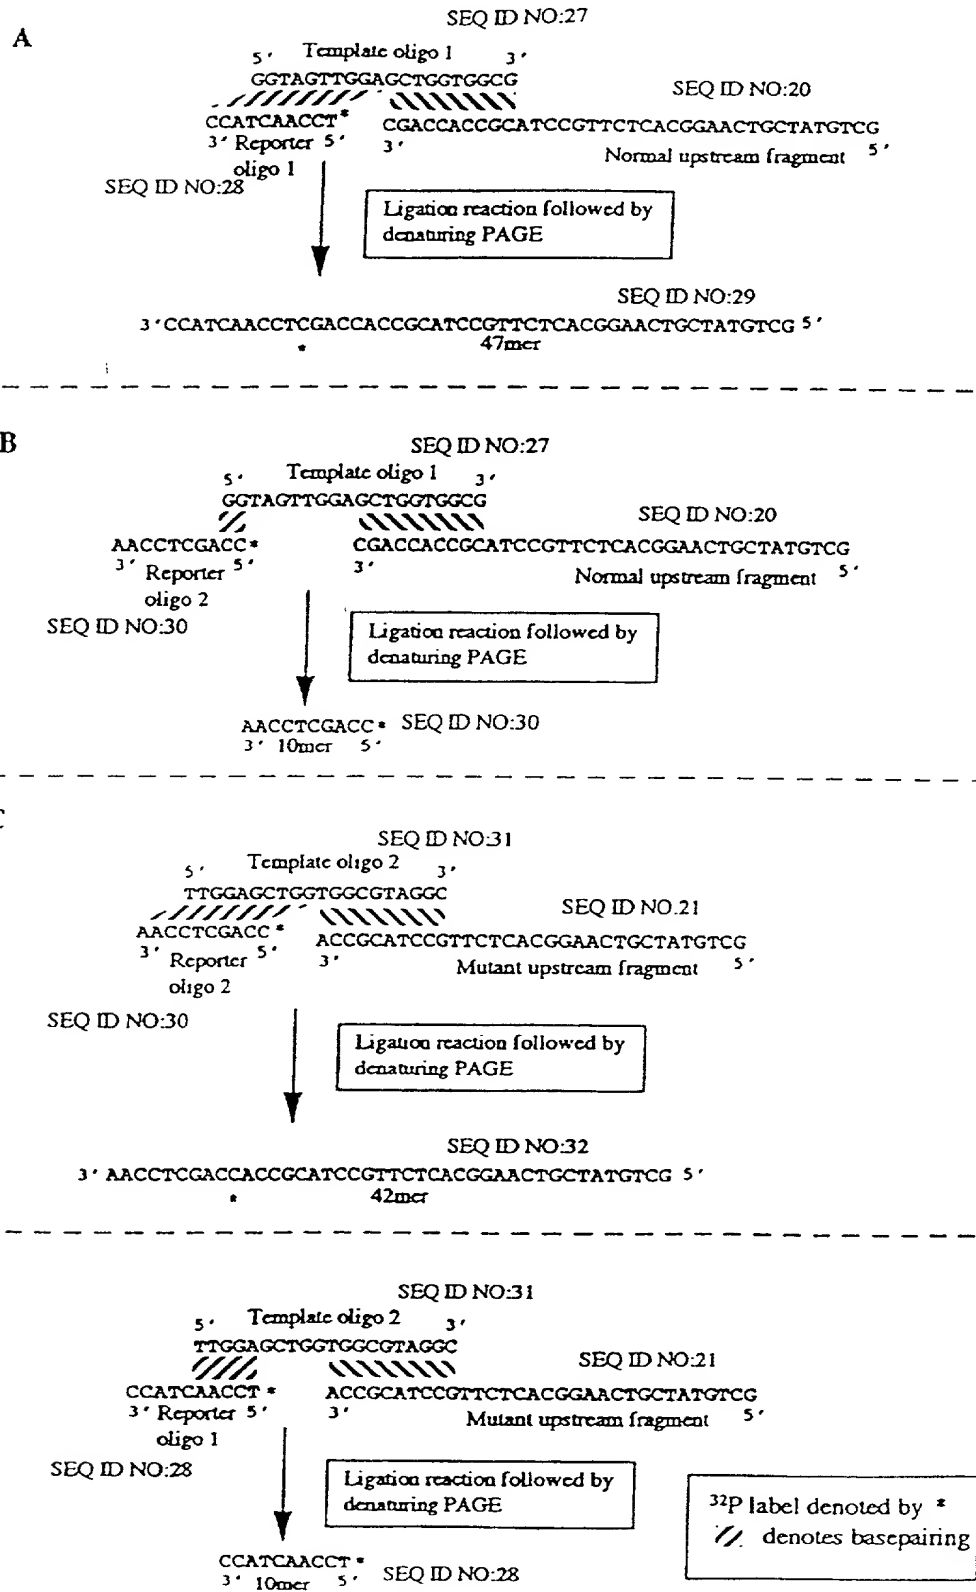 SEQ ID NO:27
A
5' Template oligo 1 3'
GGTAGTTGGAGCTGGTGGCG
SEQ ID NO:20
CCATCAACCT* CGACCACCGCATCCGTTCTCACGGAACTGCTATGTCG
3' Reporter 5' 3' Normal upstream fragment 5'
oligo 1
SEQ ID NO:28
Ligation reaction followed by
denaturing PAGE
SEQ ID NO:29
3'CCATCAACCTCGACCACCGCATCCGTTCTCACGGAACTGCTATGTCG 5'
* 47mer
B
SEQ ID NO:27
5' Template oligo 1 3'
GGTAGTTGGAGCTGGTGGCG
SEQ ID NO:20
AACCTCGACC* CGACCACCGCATCCGTTCTCACGGAACTGCTATGTCG
3' Reporter 5' 3' Normal upstream fragment 5'
oligo 2
SEQ ID NO:30
Ligation reaction followed by
denaturing PAGE
AACCTCGACC* SEQ ID NO:30
3' 10mer 5'
SEQ ID NO:31
5' Template oligo 2 3'
TTGGAGCTGGTGGCGTAGGC
SEQ ID NO.21
AACCTCGACC * ACCGCATCCGTTCTCACGGAACTGCTATGTCG
3' Reporter 5' 3' Mutant upstream fragment 5'
oligo 2
SEQ ID NO:30
Ligation reaction followed by
denaturing PAGE
SEQ ID NO:32
3' AACCTCGACCACCGCATCCGTTCTCACGGAACTGCTATGTCG 5'
* 42mer
SEQ ID NO:31
5' Template oligo 2 3'
TTGGAGCTGGTGGCGTAGGC
SEQ ID NO:21
CCATCAACCT * ACCGCATCCGTTCTCACGGAACTGCTATGTCG
3' Reporter 5' 3' Mutant upstream fragment 5'
oligo 1
SEQ ID NO:28
Ligation reaction followed by
denaturing PAGE
32P label denoted by *
denotes basepairing
CCATCAACCT* SEQ ID NO:28
3' 10mer 5'